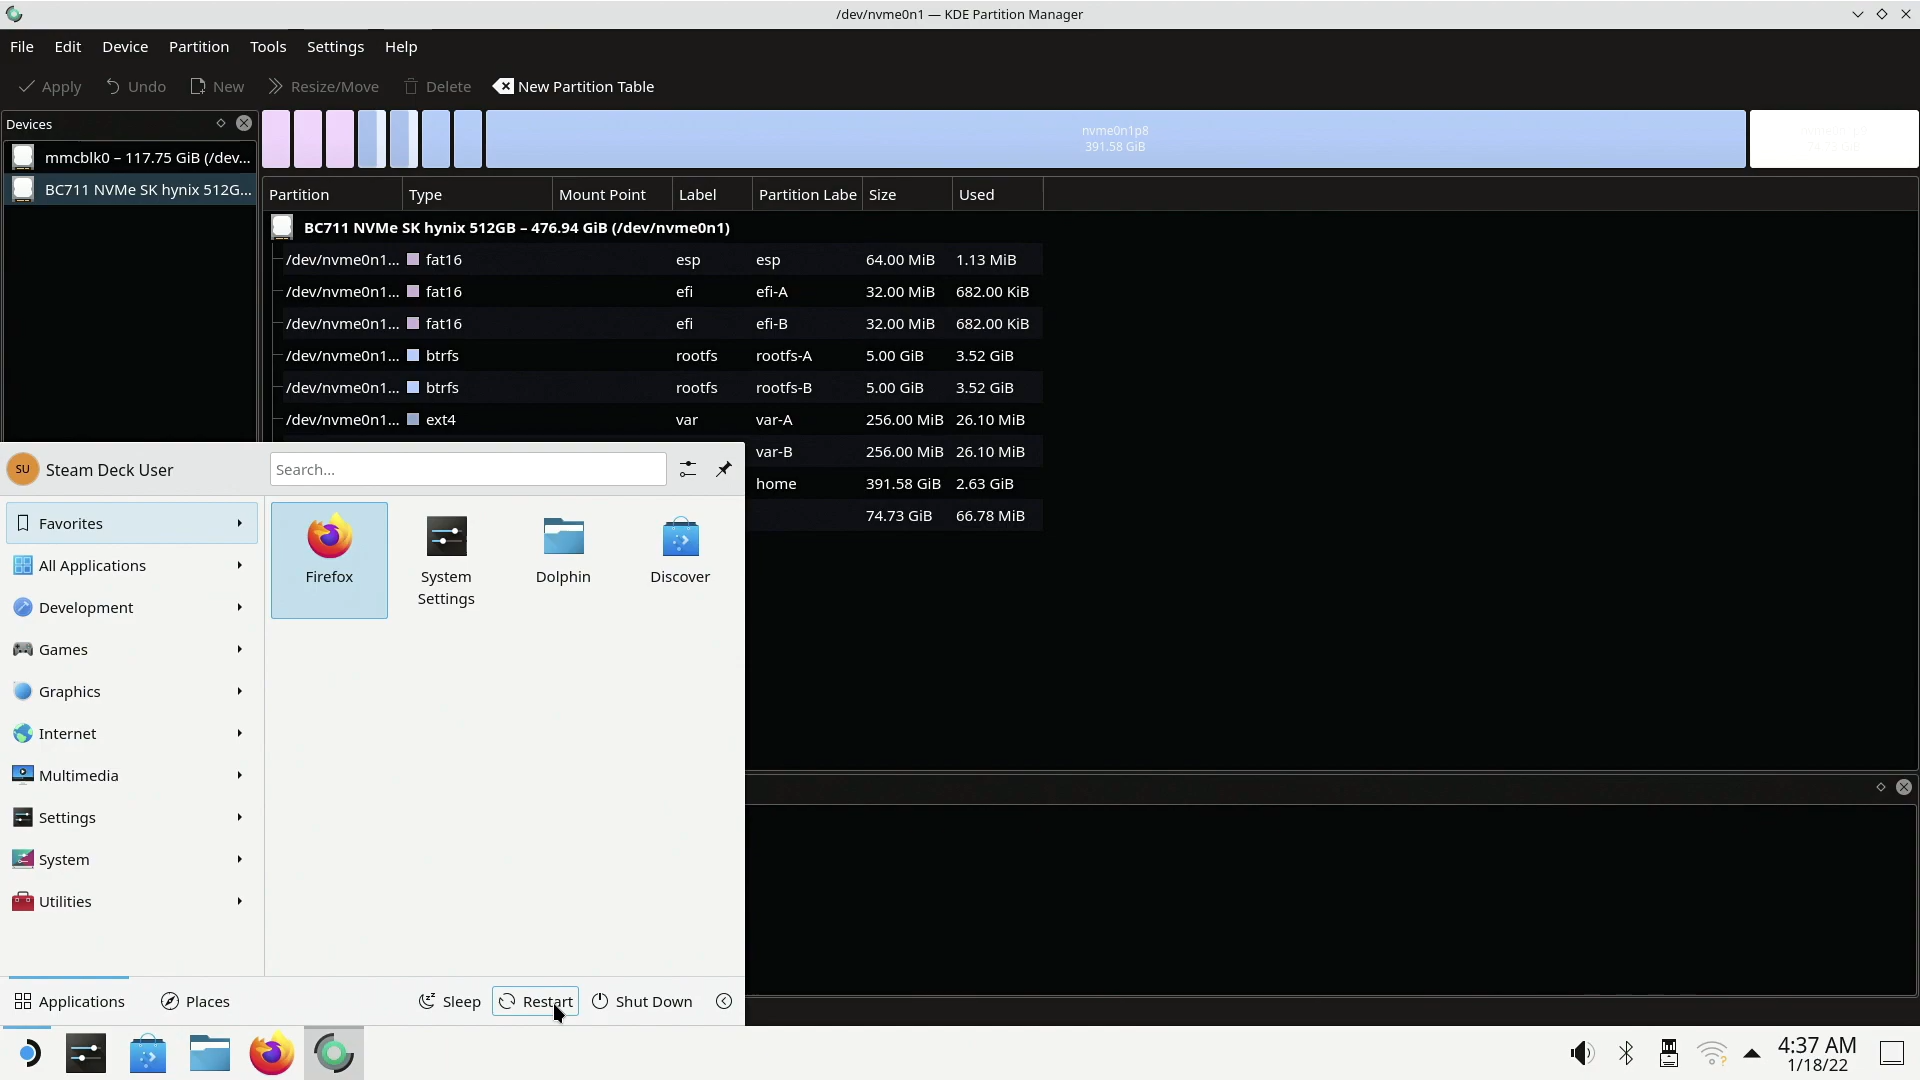 /dev/nvme0n1 — KDE Partition Manager
File Edit Device Partition Tools Settings Help
Apply Undo New Resize/Move Delete New Partition Table
Devices
mmcblk0 – 117.75 GiB (/dev...
BC711 NVMe SK hynix 512G...
nvme0n1p8
391.58 GiB
Partition Type Mount Point Label Partition Labe Size Used
BC711 NVMe SK hynix 512GB – 476.94 GiB (/dev/nvme0n1)
/dev/nvme0n1... fat16 esp esp 64.00 MiB 1.13 MiB
/dev/nvme0n1... fat16 efi efi-A 32.00 MiB 682.00 KiB
/dev/nvme0n1... fat16 efi efi-B 32.00 MiB 682.00 KiB
/dev/nvme0n1... btrfs rootfs rootfs-A 5.00 GiB 3.52 GiB
/dev/nvme0n1... btrfs rootfs rootfs-B 5.00 GiB 3.52 GiB
/dev/nvme0n1... ext4 var var-A 256.00 MiB 26.10 MiB
var-B 256.00 MiB 26.10 MiB
home 391.58 GiB 2.63 GiB
74.73 GiB 66.78 MiB
SU Steam Deck User Search...
Favorites
All Applications
Development
Games
Graphics
Internet
Multimedia
Settings
System
Utilities
Firefox
System
Settings
Dolphin
Discover
Applications Places Sleep Restart Shut Down
4:37 AM
1/18/22